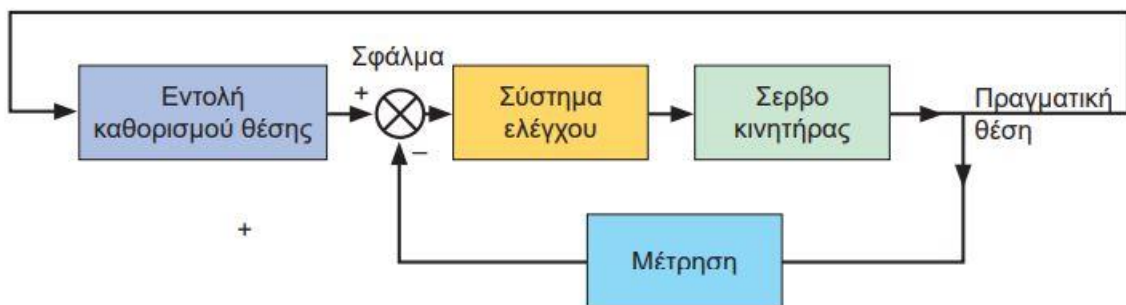 Σφάλμα
Εντολή
καθορισμού θέσης
+
–
Σύστημα
ελέγχου
Σερβο
κινητήρας
Πραγματική
θέση
+
Μέτρηση